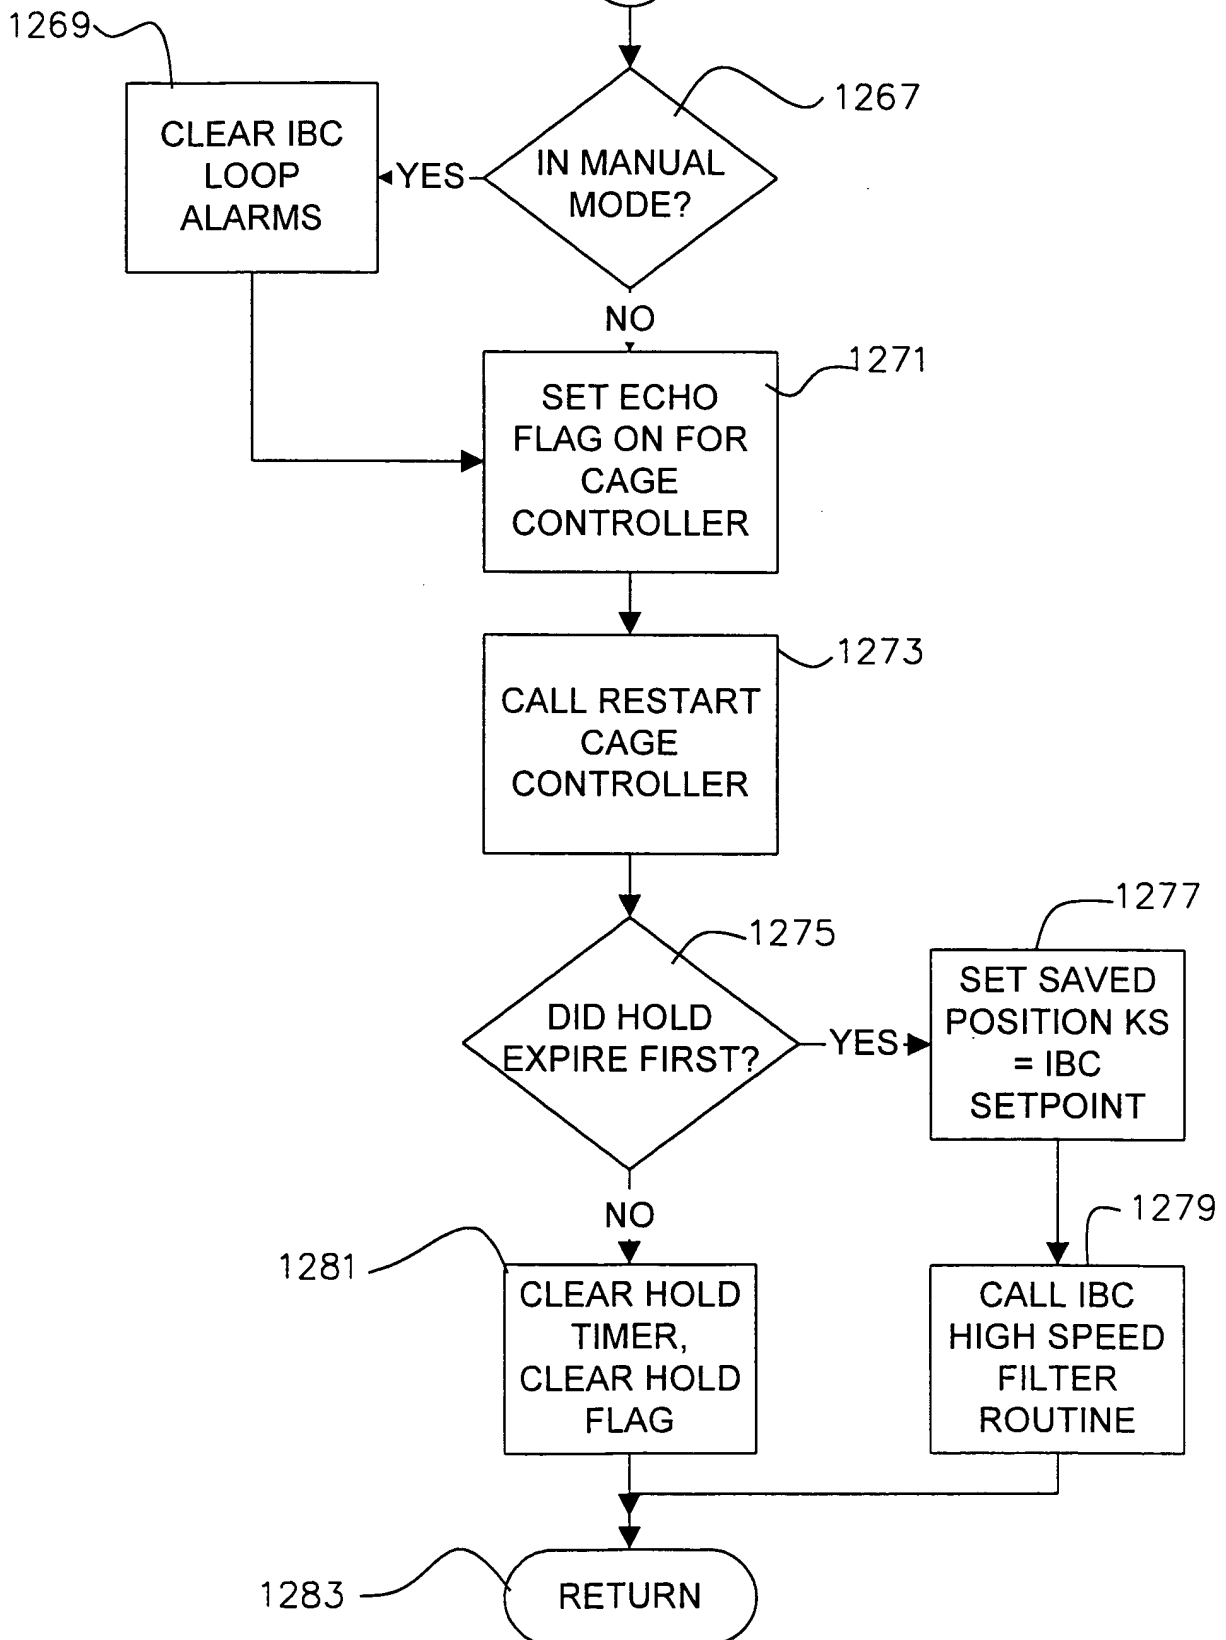 1269
1267
CLEAR IBC
LOOP
ALARMS
YES
IN MANUAL
MODE?
NO
1271
SET ECHO
FLAG ON FOR
CAGE
CONTROLLER
1273
CALL RESTART
CAGE
CONTROLLER
1275
DID HOLD
EXPIRE FIRST?
YES
1277
SET SAVED
POSITION KS
= IBC
SETPOINT
NO
1281
CLEAR HOLD
TIMER,
CLEAR HOLD
FLAG
1279
CALL IBC
HIGH SPEED
FILTER
ROUTINE
1283
RETURN